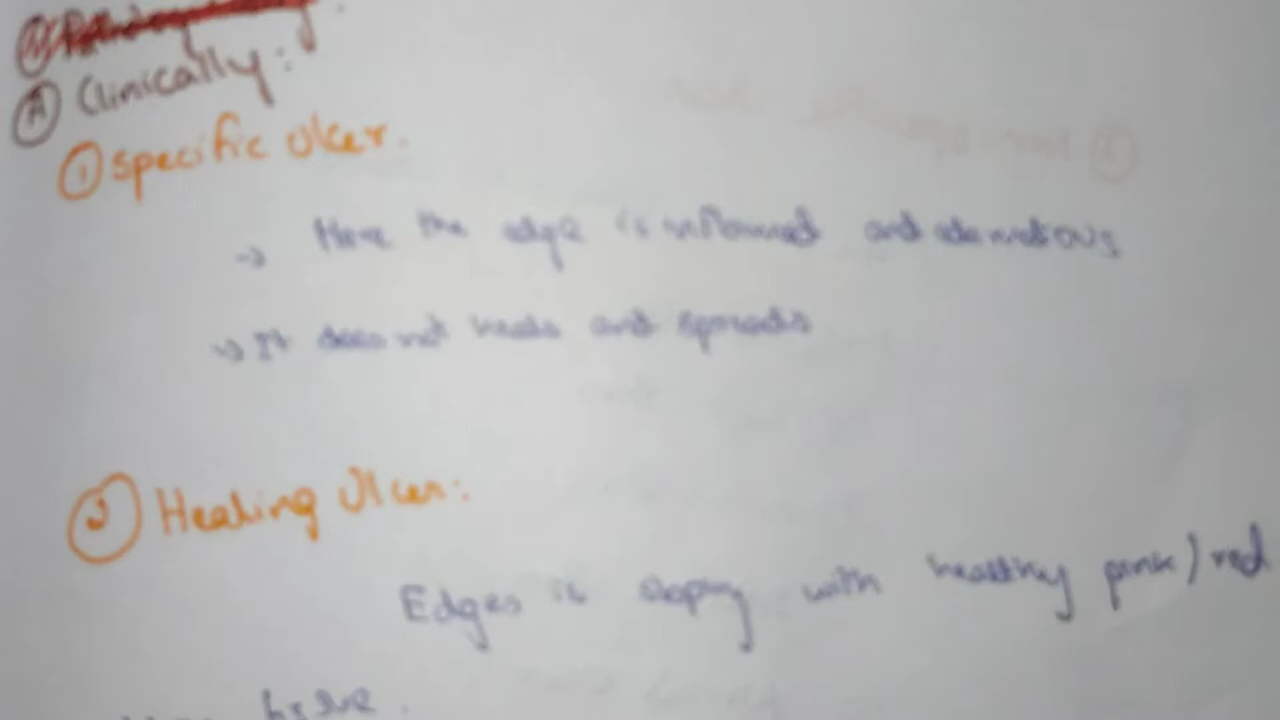 (A) Clinically:
① Specific Ulcer.
→ Here the edge is inflamed and edematous
→ It does not heals and spreads
② Healing Ulcer:
Edges is sloping with healthy pink/red
tissue.